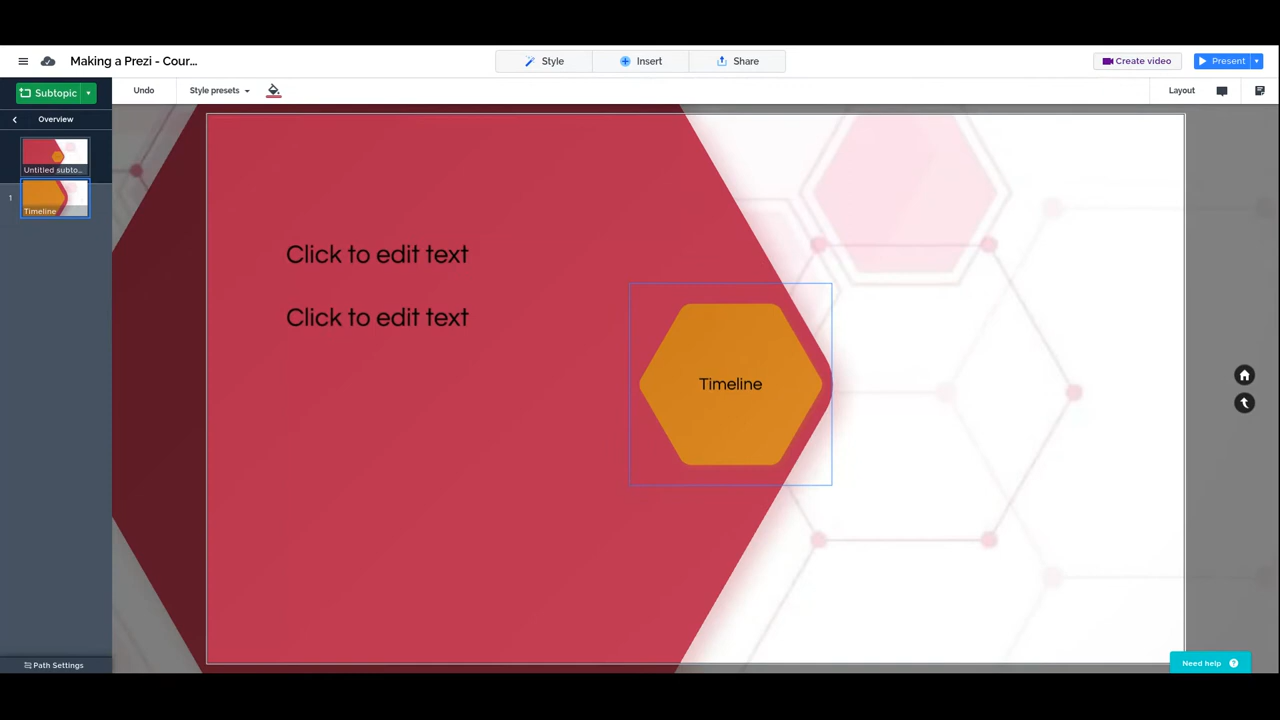 Making a Prezi - Cour...
Style
Insert
Share
Create video
Present
Subtopic
Undo
Style presets
Layout
Overview
Untitled subto...
1
Timeline
Click to edit text
Click to edit text
Timeline
Path Settings
Need help ?